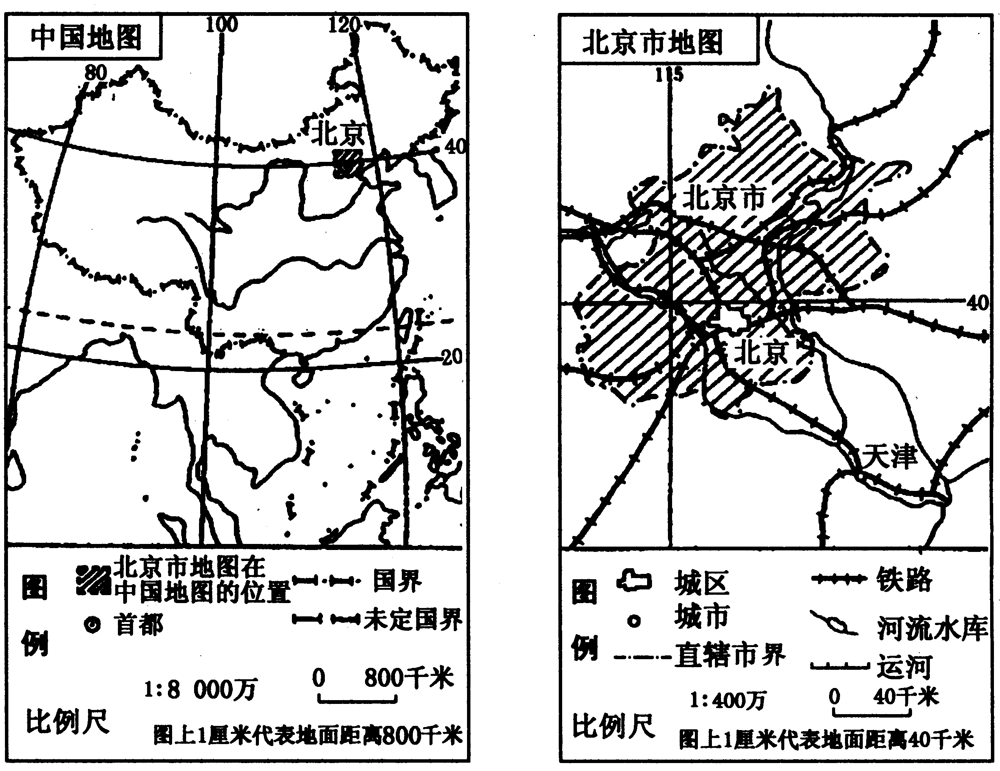 中国地图
100
120
80
北京
40
20
图例
北京市地图在
中国地图的位置
国界
首都
未定国界
比例尺
1:8 000万
0 800千米
图上1厘米代表地面距离800千米
北京市地图
115
北京市
40
北京
天津
图例
城区
铁路
城市
河流水库
直辖市界
运河
比例尺
1:400万
0 40千米
图上1厘米代表地面距离40千米